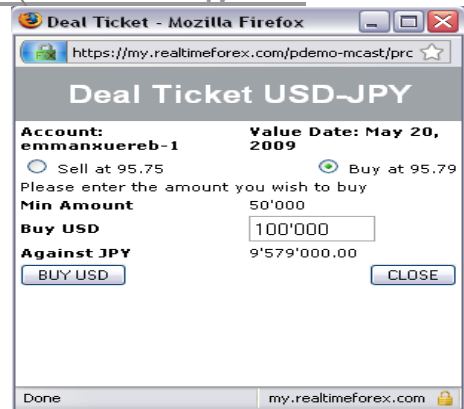 Deal Ticket - Mozilla Firefox
https://my.realtimeforex.com/pdemo-mcast/prc
Deal Ticket USD-JPY
Account: Value Date: May 20,
emmanxuereb-1 2009
Sell at 95.75 Buy at 95.79
Please enter the amount you wish to buy
Min Amount 50'000
Buy USD 100'000
Against JPY 9'579'000.00
BUY USD CLOSE
Done my.realtimeforex.com